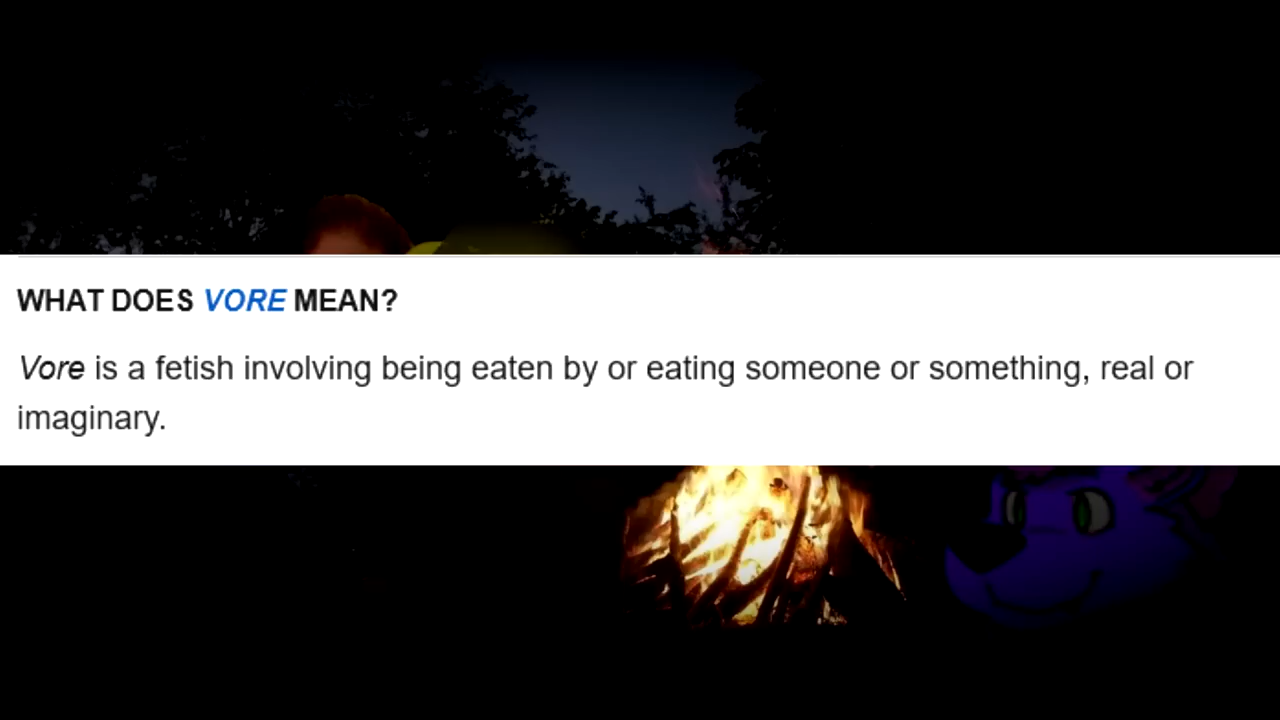 WHAT DOES VORE MEAN?
Vore is a fetish involving being eaten by or eating someone or something, real or
imaginary.